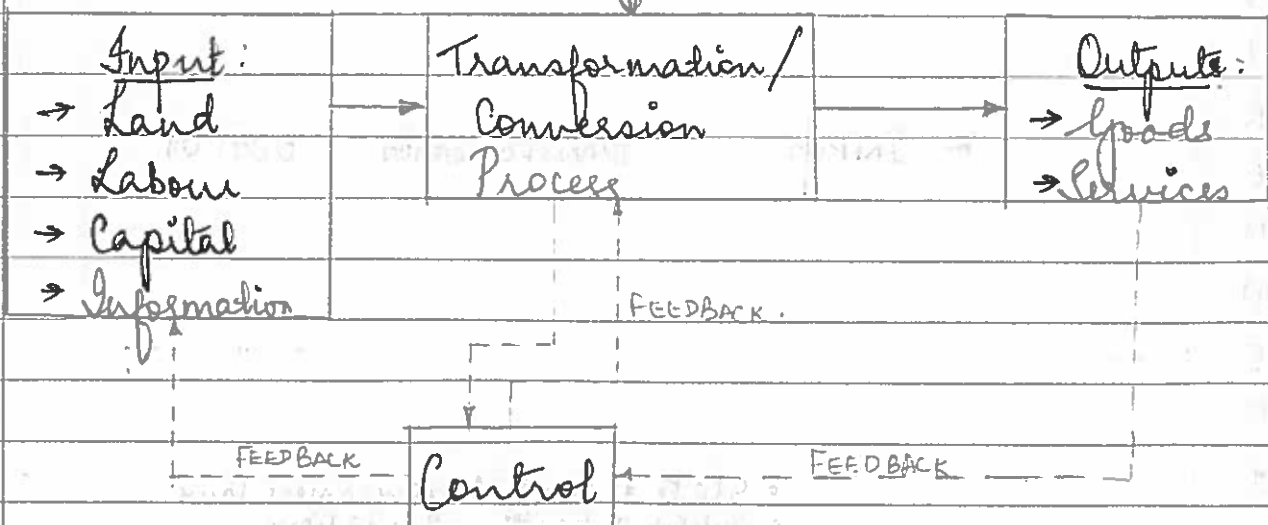 Input:
→ Land
→ Labour
→ Capital
→ Information
Transformation/
Conversion
Process
Outputs:
→ Goods
→ Services
FEEDBACK.
FEEDBACK
Control
FEEDBACK